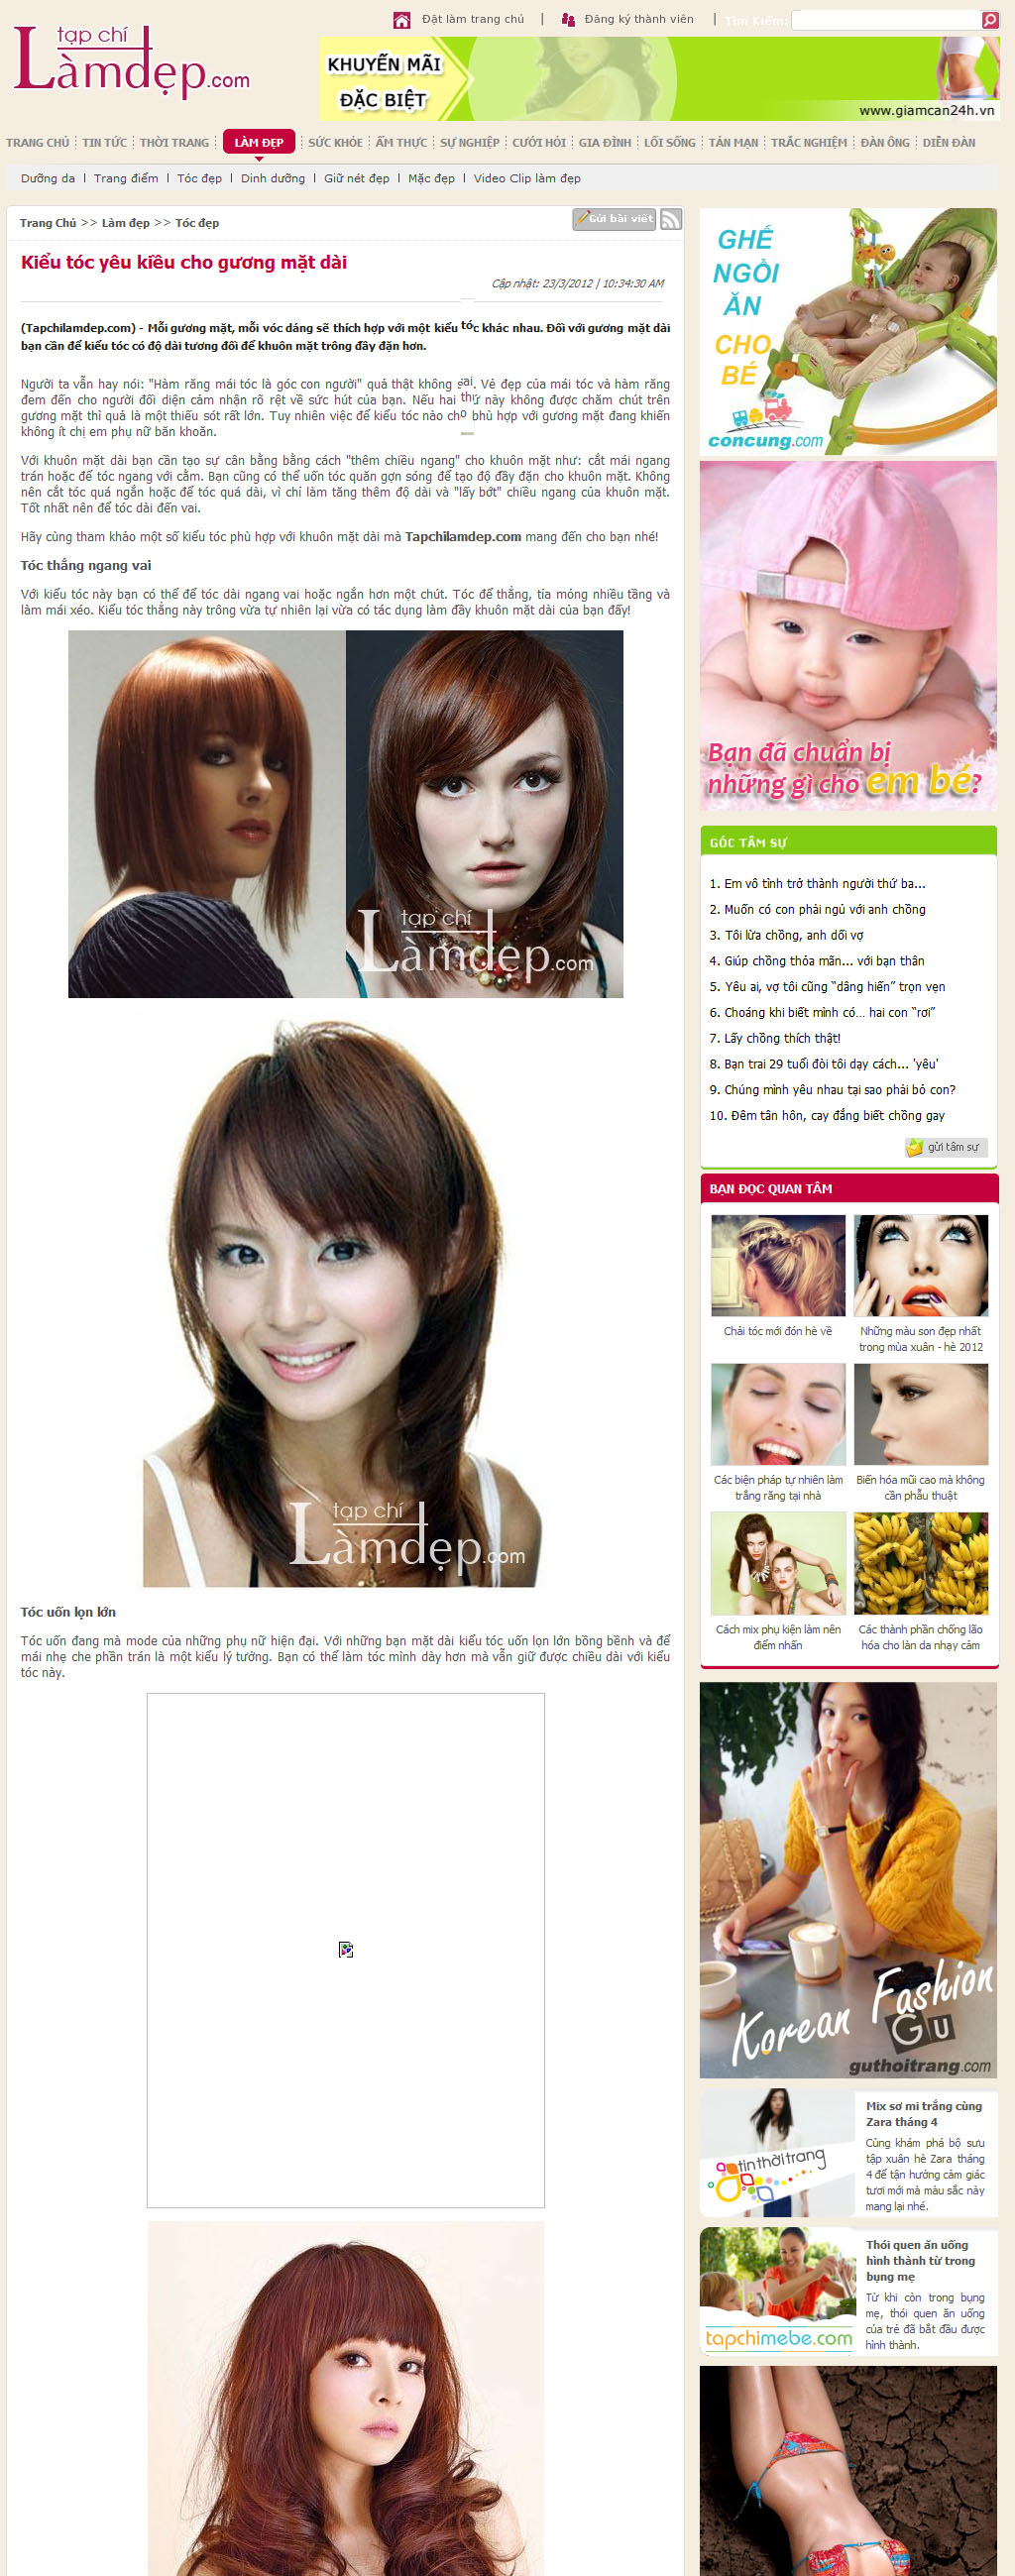 tạp chí
Làmđẹp.com
Đặt làm trang chủ | Đăng ký thành viên | Tìm Kiếm:
KHUYẾN MÃI
ĐẶC BIỆT
www.giamcan24h.vn
TRANG CHỦ TIN TỨC THỜI TRANG LÀM ĐẸP SỨC KHỎE ẨM THỰC SỰ NGHIỆP CƯỚI HỎI GIA ĐÌNH LỐI SỐNG TẢN MẠN TRẮC NGHIỆM ĐÀN ÔNG DIỄN ĐÀN
Dưỡng da | Trang điểm | Tóc đẹp | Dinh dưỡng | Giữ nét đẹp | Mặc đẹp | Video Clip làm đẹp
Trang Chủ >> Làm đẹp >> Tóc đẹp
Gửi bài viết
Kiểu tóc yêu kiều cho gương mặt dài
Cập nhật: 23/3/2012 | 10:34:30 AM
(Tapchilamdep.com) - Mỗi gương mặt, mỗi vóc dáng sẽ thích hợp với một kiểu tóc khác nhau. Đối với gương mặt dài
bạn cần để kiểu tóc có độ dài tương đối để khuôn mặt trông đầy đặn hơn.
Người ta vẫn hay nói: "Hàm răng mái tóc là góc con người" quả thật không sai. Vẻ đẹp của mái tóc và hàm răng
đem đến cho người đối diện cảm nhận rõ rệt về sức hút của bạn. Nếu hai thứ này không được chăm chút trên
gương mặt thì quả là một thiếu sót rất lớn. Tuy nhiên việc để kiểu tóc nào cho phù hợp với gương mặt đang khiến
không ít chị em phụ nữ băn khoăn.
Với khuôn mặt dài bạn cần tạo sự cân bằng bằng cách "thêm chiều ngang" cho khuôn mặt như: cắt mái ngang
trán hoặc để tóc ngang với cằm. Bạn cũng có thể uốn tóc quăn gợn sóng để tạo độ đầy đặn cho khuôn mặt. Không
nên cắt tóc quá ngắn hoặc để tóc quá dài, vì chỉ làm tăng thêm độ dài và "lấy bớt" chiều ngang của khuôn mặt.
Tốt nhất nên để tóc dài đến vai.
Hãy cùng tham khảo một số kiểu tóc phù hợp với khuôn mặt dài mà Tapchilamdep.com mang đến cho bạn nhé!
Tóc thẳng ngang vai
Với kiểu tóc này bạn có thể để tóc dài ngang vai hoặc ngắn hơn một chút. Tóc để thẳng, tỉa mỏng nhiều tầng và
làm mái xéo. Kiểu tóc thẳng này trông vừa tự nhiên lại vừa có tác dụng làm đầy khuôn mặt dài của bạn đấy!
tạp chí
Làmđẹp.com
tạp chí
Làmđẹp.com
Tóc uốn lọn lớn
Tóc uốn đang mà mode của những phụ nữ hiện đại. Với những bạn mặt dài kiểu tóc uốn lọn lớn bồng bềnh và để
mái nhẹ che phần trán là một kiểu lý tưởng. Bạn có thể làm tóc mình dày hơn mà vẫn giữ được chiều dài với kiểu
tóc này.
GHẾ
NGỒI
ĂN
CHO
BÉ
concung.com
Bạn đã chuẩn bị
những gì cho em bé?
GÓC TÂM SỰ
1. Em vô tình trở thành người thứ ba...
2. Muốn có con phải ngủ với anh chồng
3. Tôi lừa chồng, anh dối vợ
4. Giúp chồng thỏa mãn... với bạn thân
5. Yêu ai, vợ tôi cũng “dâng hiến” trọn vẹn
6. Choáng khi biết mình có… hai con “rơi”
7. Lấy chồng thích thật!
8. Bạn trai 29 tuổi đòi tôi dạy cách... 'yêu'
9. Chúng mình yêu nhau tại sao phải bỏ con?
10. Đêm tân hôn, cay đắng biết chồng gay
gửi tâm sự
BẠN ĐỌC QUAN TÂM
Chải tóc mới đón hè về
Những màu son đẹp nhất
trong mùa xuân - hè 2012
Các biện pháp tự nhiên làm
trắng răng tại nhà
Biến hóa mũi cao mà không
cần phẫu thuật
Cách mix phụ kiện làm nên
điểm nhấn
Các thành phần chống lão
hóa cho làn da nhạy cảm
Korean Fashion
GU
guthoitrang.com
tinthờitrang
Mix sơ mi trắng cùng
Zara tháng 4
Cùng khám phá bộ sưu
tập xuân hè Zara tháng
4 để tận hưởng cảm giác
tươi mới mà màu sắc này
mang lại nhé.
tapchimebe.com
Thói quen ăn uống
hình thành từ trong
bụng mẹ
Từ khi còn trong bụng
mẹ, thói quen ăn uống
của trẻ đã bắt đầu được
hình thành.